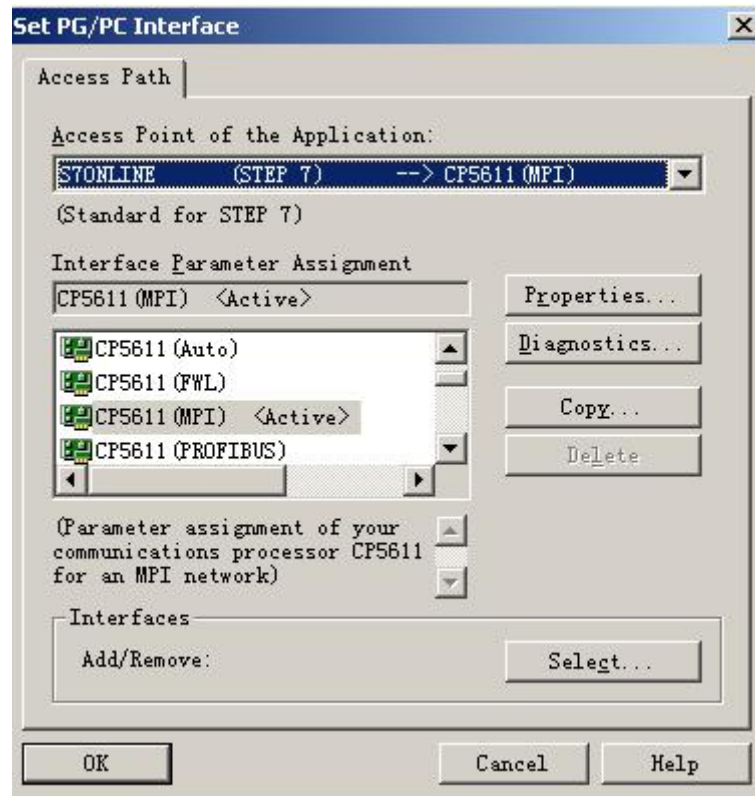 Set PG/PC Interface
Access Path
Access Point of the Application:
S7ONLINE (STEP 7) --> CP5611(MPI)
(Standard for STEP 7)
Interface Parameter Assignment
CP5611(MPI) <Active>
Properties...
CP5611(Auto)
CP5611(FWL)
CP5611(MPI) <Active>
CP5611(PROFIBUS)
Diagnostics...
Copy...
Delete
(Parameter assignment of your
communications processor CP5611
for an MPI network)
Interfaces
Add/Remove:
Select...
OK
Cancel
Help